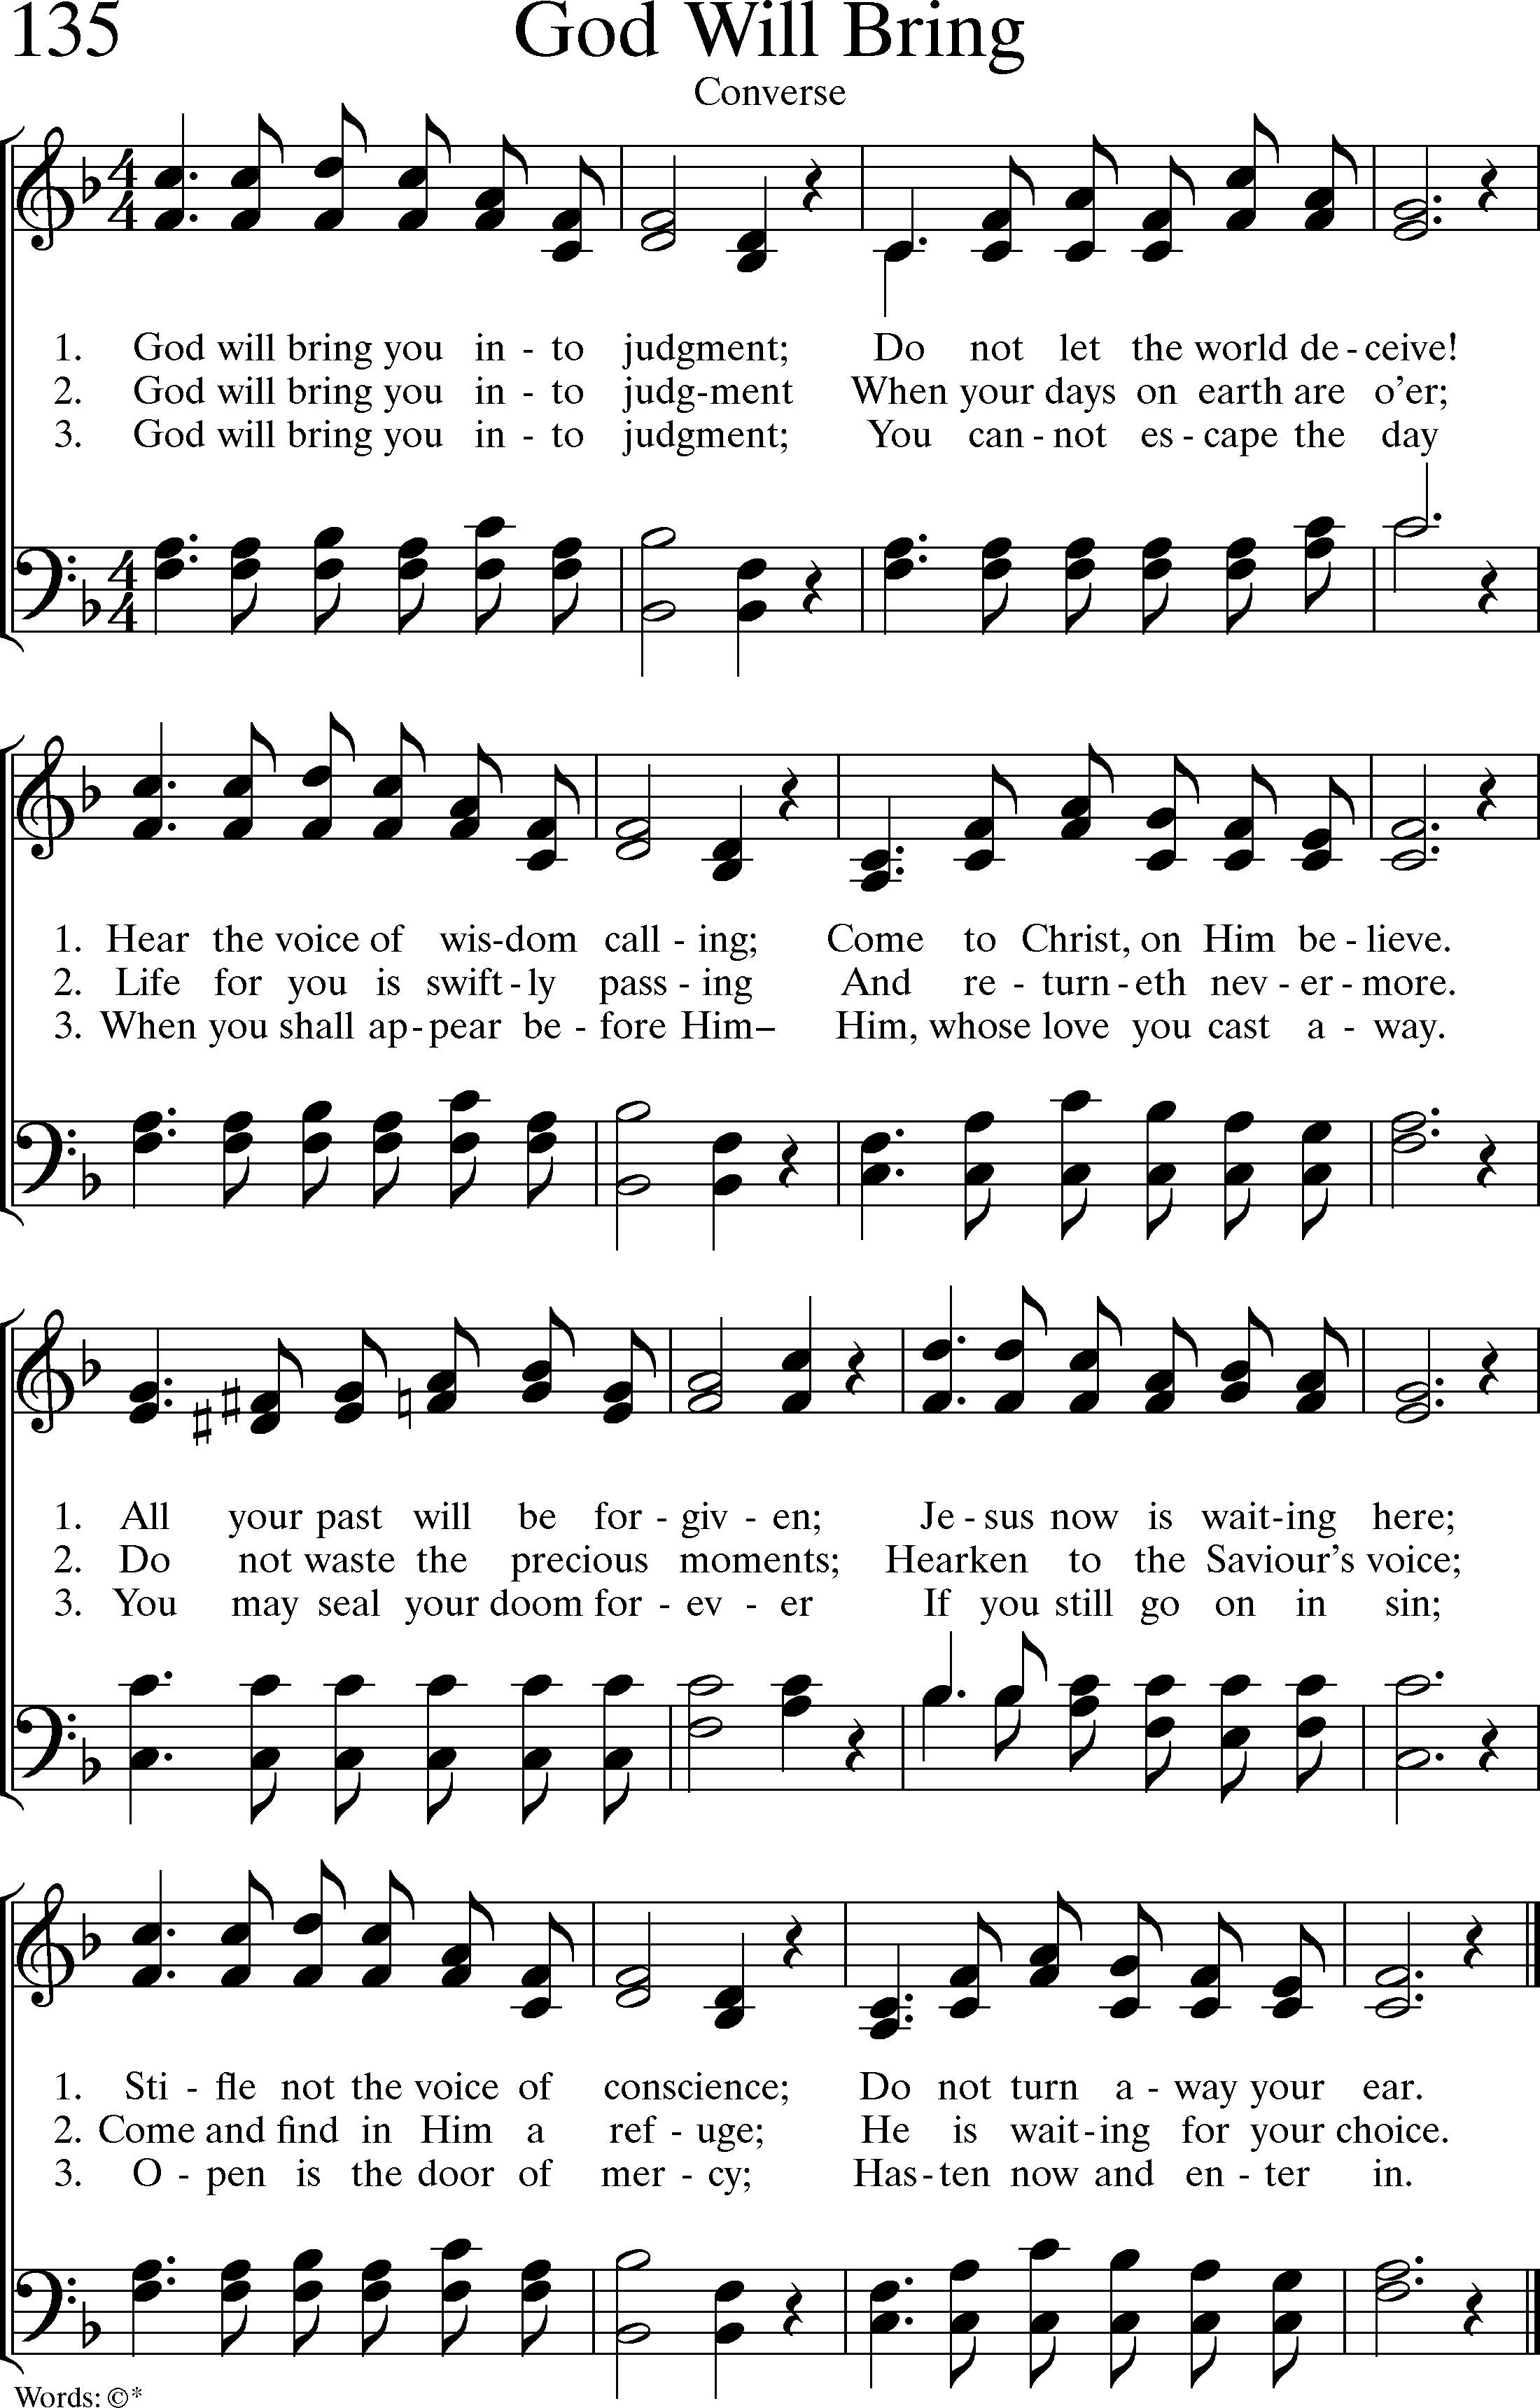 135
God Will Bring
Converse
1. God will bring you in - to judgment; Do not let the world de - ceive!
2. God will bring you in - to judg-ment When your days on earth are o'er;
3. God will bring you in - to judgment; You can - not es - cape the day
1. Hear the voice of wis-dom call - ing; Come to Christ, on Him be - lieve.
2. Life for you is swift - ly pass - ing And re - turn - eth nev - er - more.
3. When you shall ap - pear be - fore Him– Him, whose love you cast a - way.
1. All your past will be for - giv - en; Je - sus now is wait-ing here;
2. Do not waste the precious moments; Hearken to the Saviour's voice;
3. You may seal your doom for - ev - er If you still go on in sin;
1. Sti - fle not the voice of conscience; Do not turn a - way your ear.
2. Come and find in Him a ref - uge; He is wait-ing for your choice.
3. O - pen is the door of mer - cy; Has-ten now and en - ter in.
Words: ©*